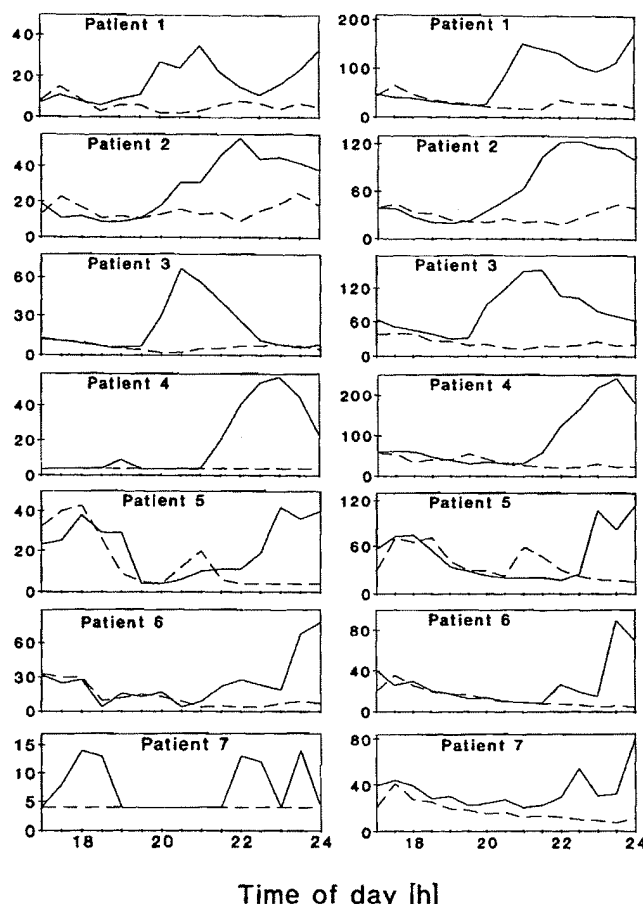 Patient 1 Patient 1
40 200
20 100
0 0
Patient 2 Patient 2
40 120
20 60
0 0
Patient 3 Patient 3
60 120
30 60
0 0
Patient 4 Patient 4
40 200
20 100
0 0
Patient 5 Patient 5
40 120
20 60
0 0
Patient 6 Patient 6
60 80
30 40
0 0
Patient 7 Patient 7
15 80
10
5 40
0 0
18 20 22 24 18 20 22 24
Time of day [h]